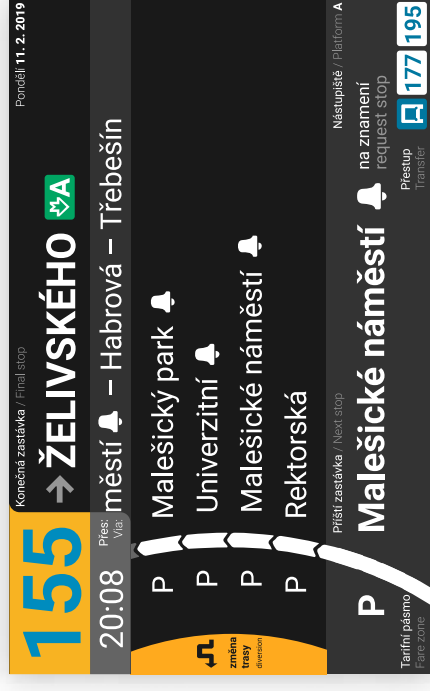 155
Konečná zastávka / Final stop
Pondělí 11. 2. 2019
→ ŽELIVSKÉHO A
20:08
Přes:
Via:
městí – Habrová – Třebešín
změna
trasy
diversion
P Malešický park
P Univerzitní
P Malešické náměstí
P Rektorská
Příští zastávka / Next stop
Nástupiště / Platform A
P Malešické náměstí
na znamení
request stop
Tarifní pásmo
Fare zone
Přestup
Transfer
177 195